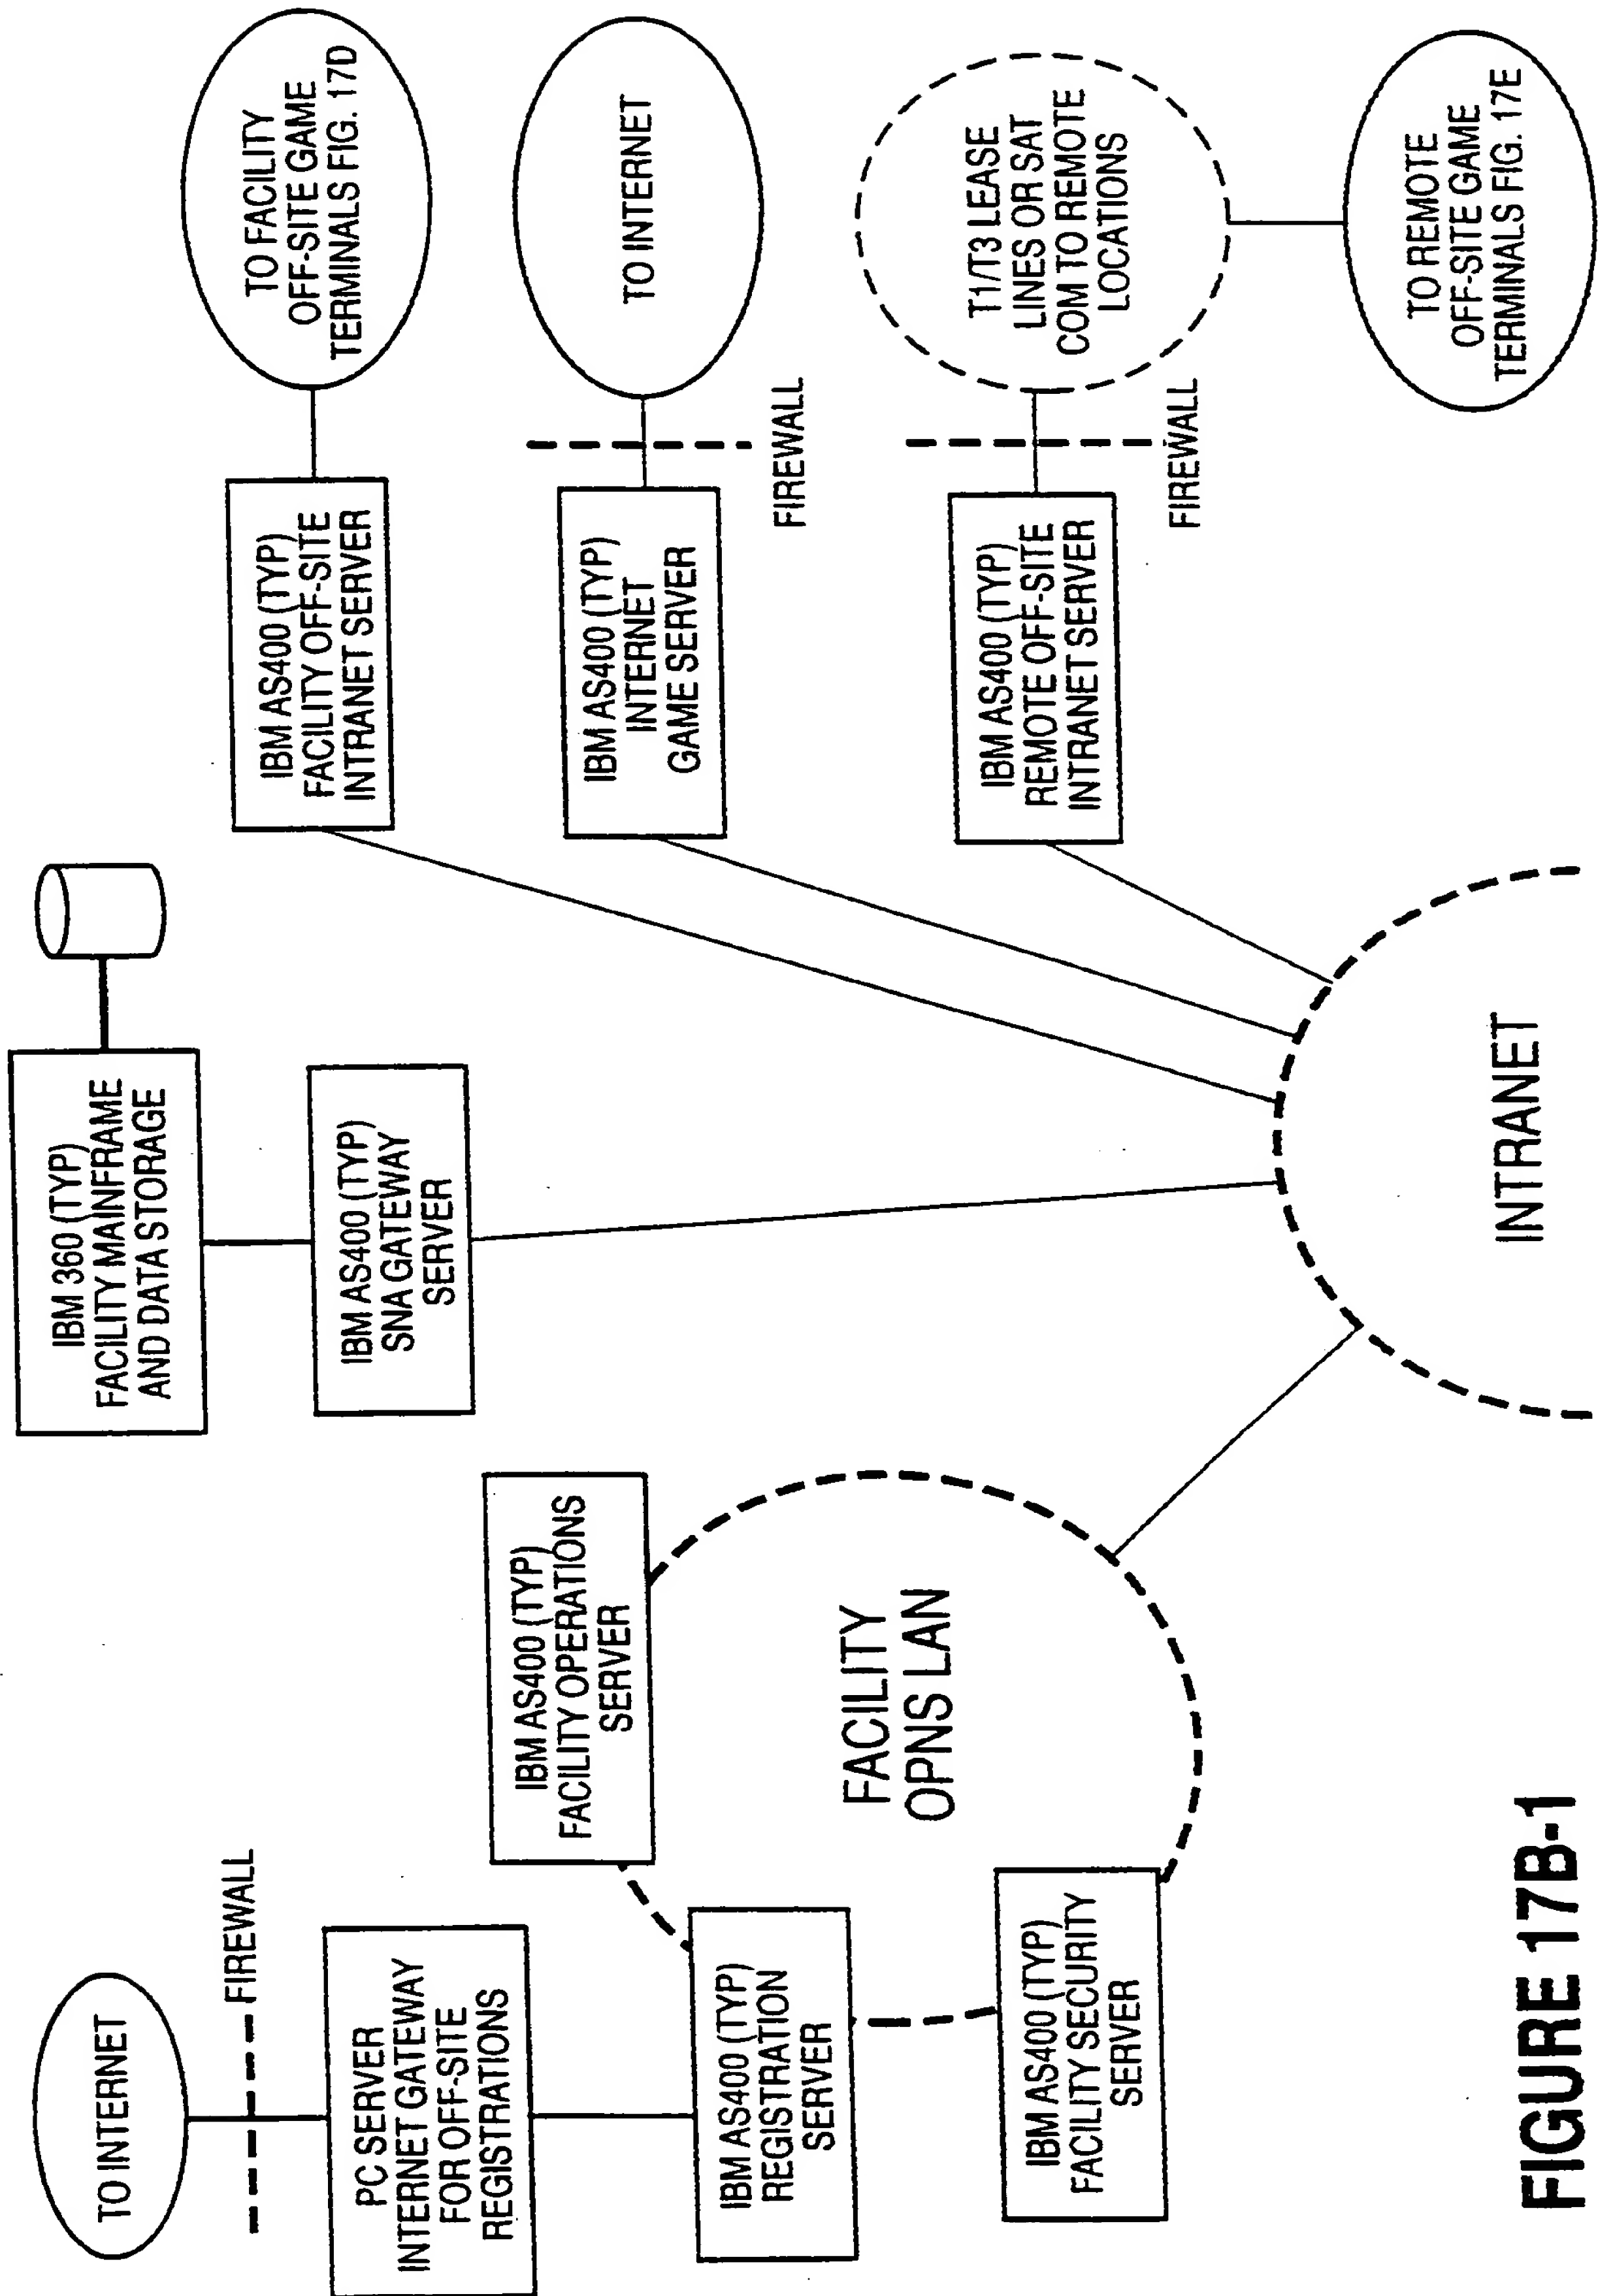 TO INTERNET
FIREWALL
PC SERVER
INTERNET GATEWAY
FOR OFF-SITE
REGISTRATIONS
IBM AS400 (TYP)
REGISTRATION
SERVER
IBM AS400 (TYP)
FACILITY SECURITY
SERVER
IBM AS400 (TYP)
FACILITY OPERATIONS
SERVER
FACILITY
OPNS LAN
IBM 360 (TYP)
FACILITY MAINFRAME
AND DATA STORAGE
IBM AS400 (TYP)
SNA GATEWAY
SERVER
INTRANET
IBM AS400 (TYP)
FACILITY OFF-SITE
INTRANET SERVER
TO FACILITY
OFF-SITE GAME
TERMINALS FIG. 17D
IBM AS400 (TYP)
INTERNET
GAME SERVER
FIREWALL
TO INTERNET
IBM AS400 (TYP)
REMOTE OFF-SITE
INTRANET SERVER
FIREWALL
T1/T3 LEASE
LINES OR SAT
COM TO REMOTE
LOCATIONS
TO REMOTE
OFF-SITE GAME
TERMINALS FIG. 17E
FIGURE 17B-1